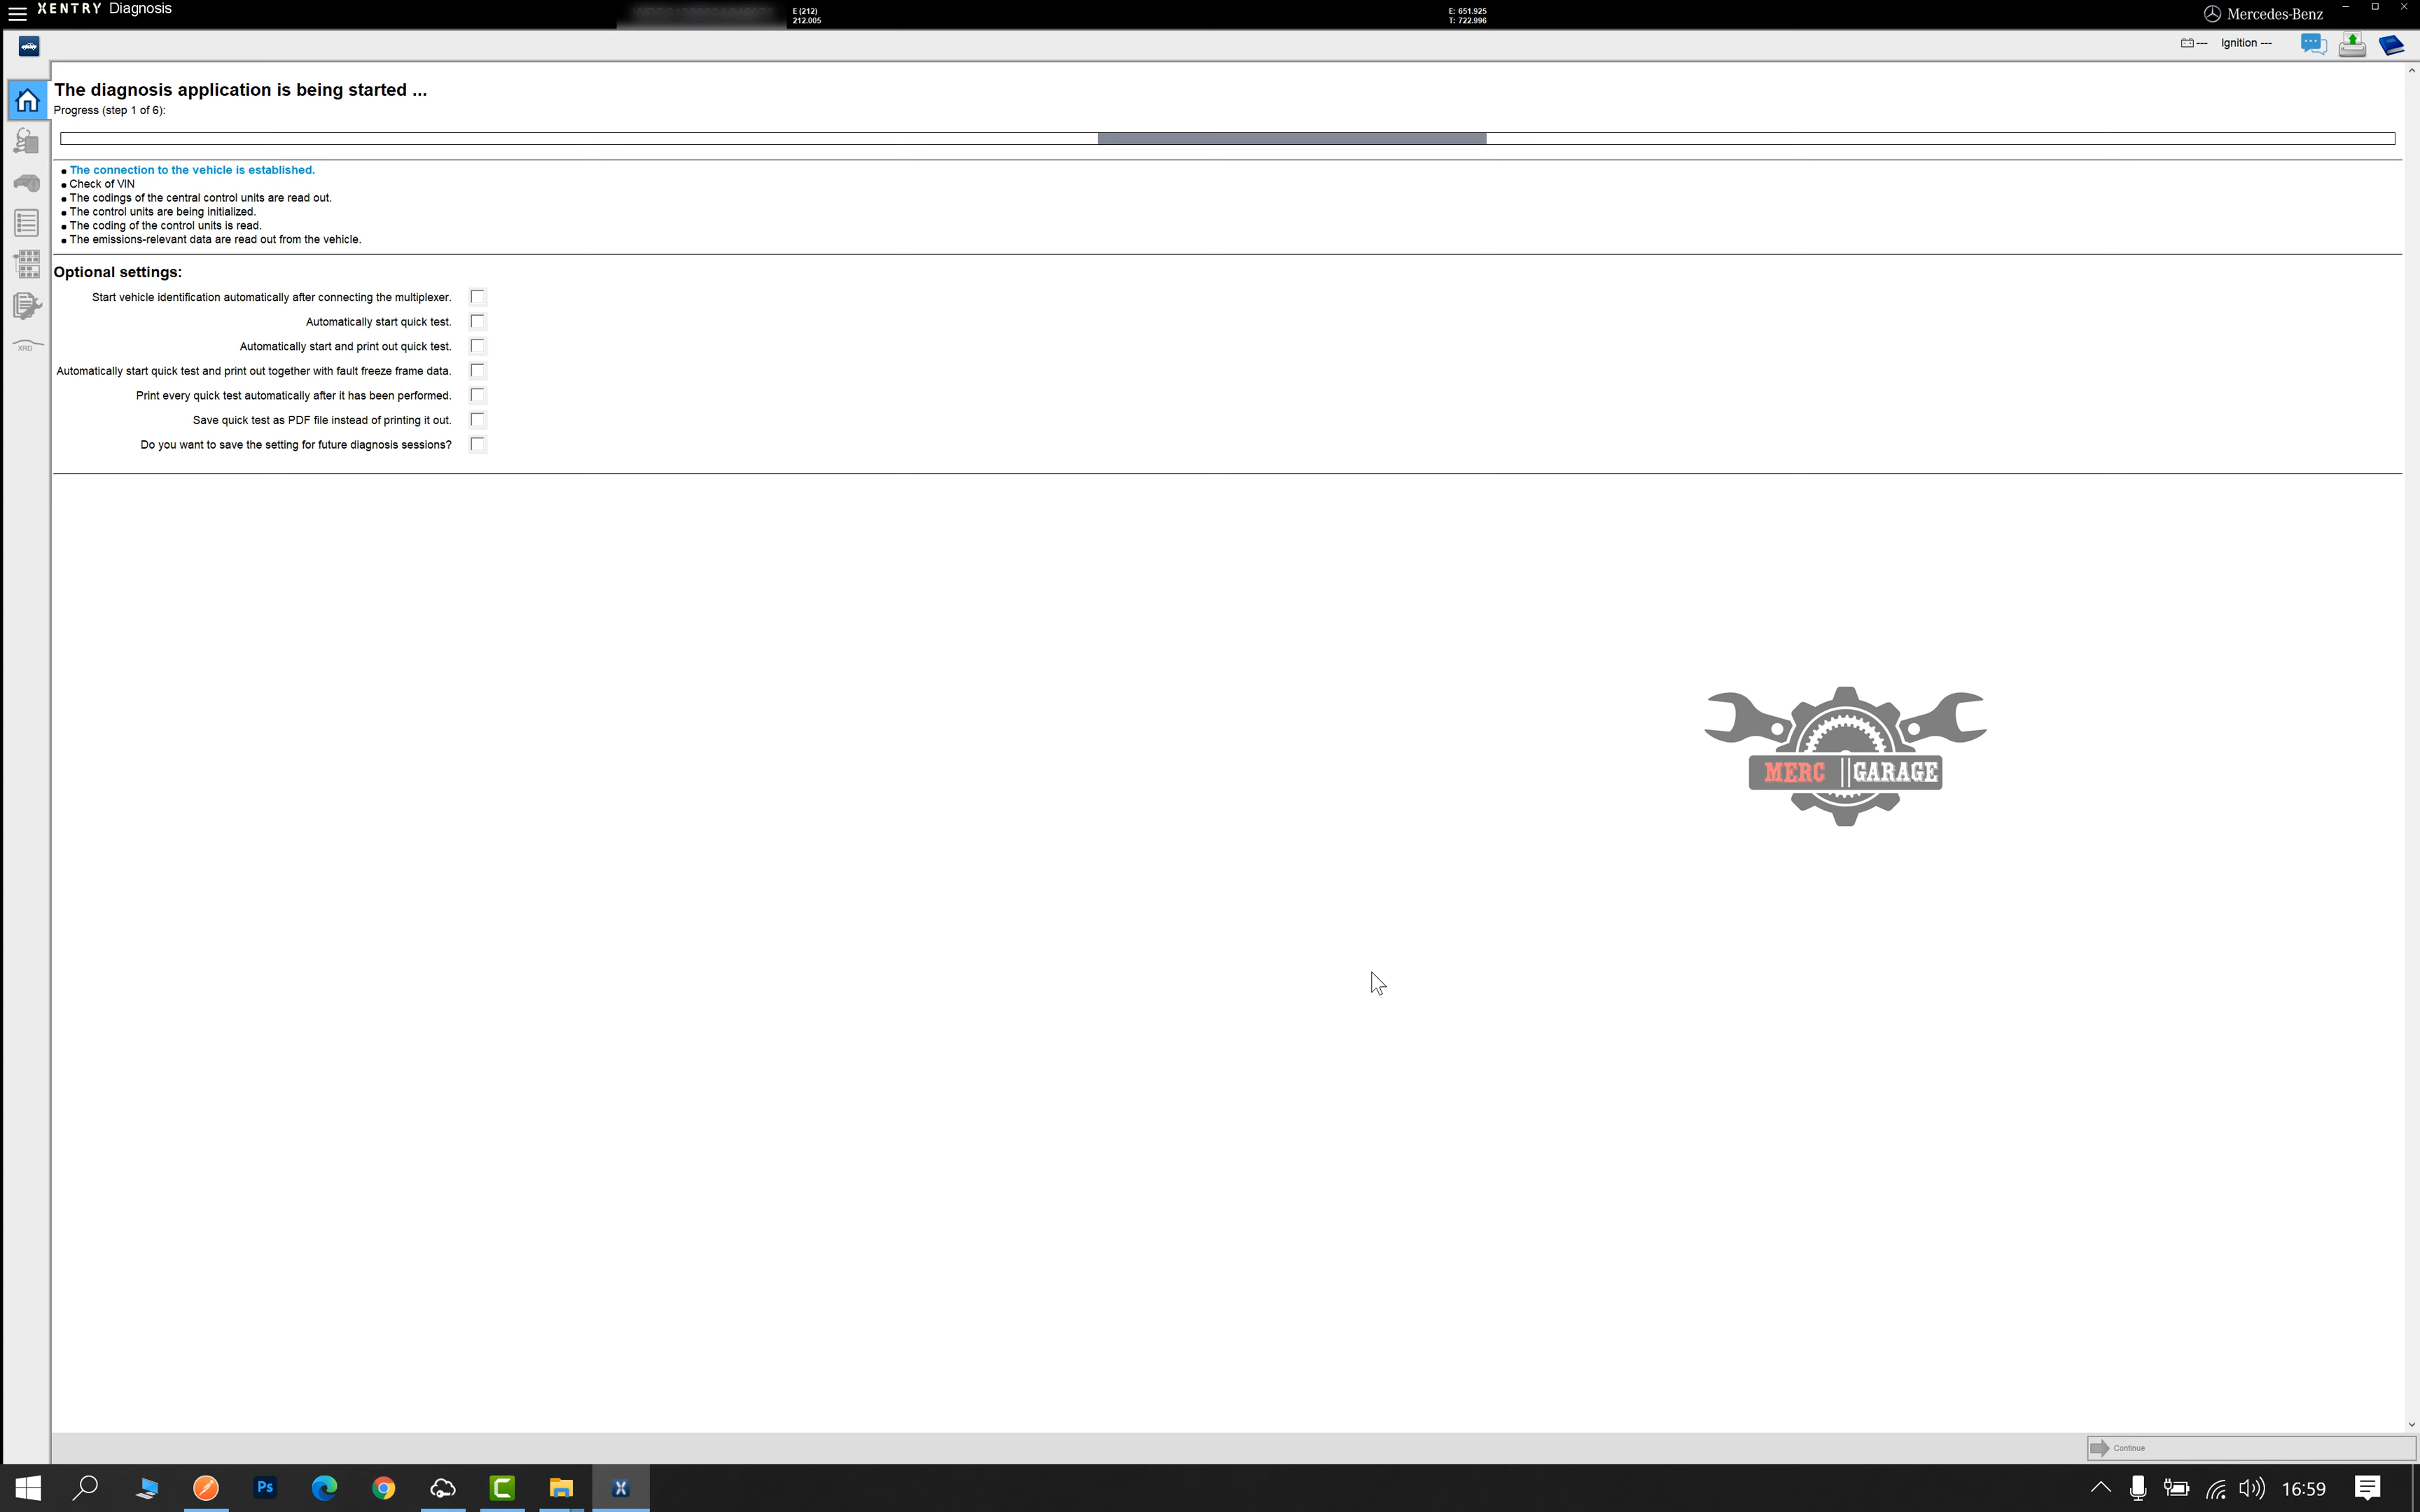 XENTRY Diagnosis
E (212)
212.005
E: 651.925
T: 722.996
Mercedes-Benz
--- Ignition ---
The diagnosis application is being started ...
Progress (step 1 of 6):
The connection to the vehicle is established.
Check of VIN
The codings of the central control units are read out.
The control units are being initialized.
The coding of the control units is read.
The emissions-relevant data are read out from the vehicle.
XRD
Optional settings:
Start vehicle identification automatically after connecting the multiplexer.
Automatically start quick test.
Automatically start and print out quick test.
Automatically start quick test and print out together with fault freeze frame data.
Print every quick test automatically after it has been performed.
Save quick test as PDF file instead of printing it out.
Do you want to save the setting for future diagnosis sessions?
MERC || GARAGE
Continue
Ps
C
X
16:59